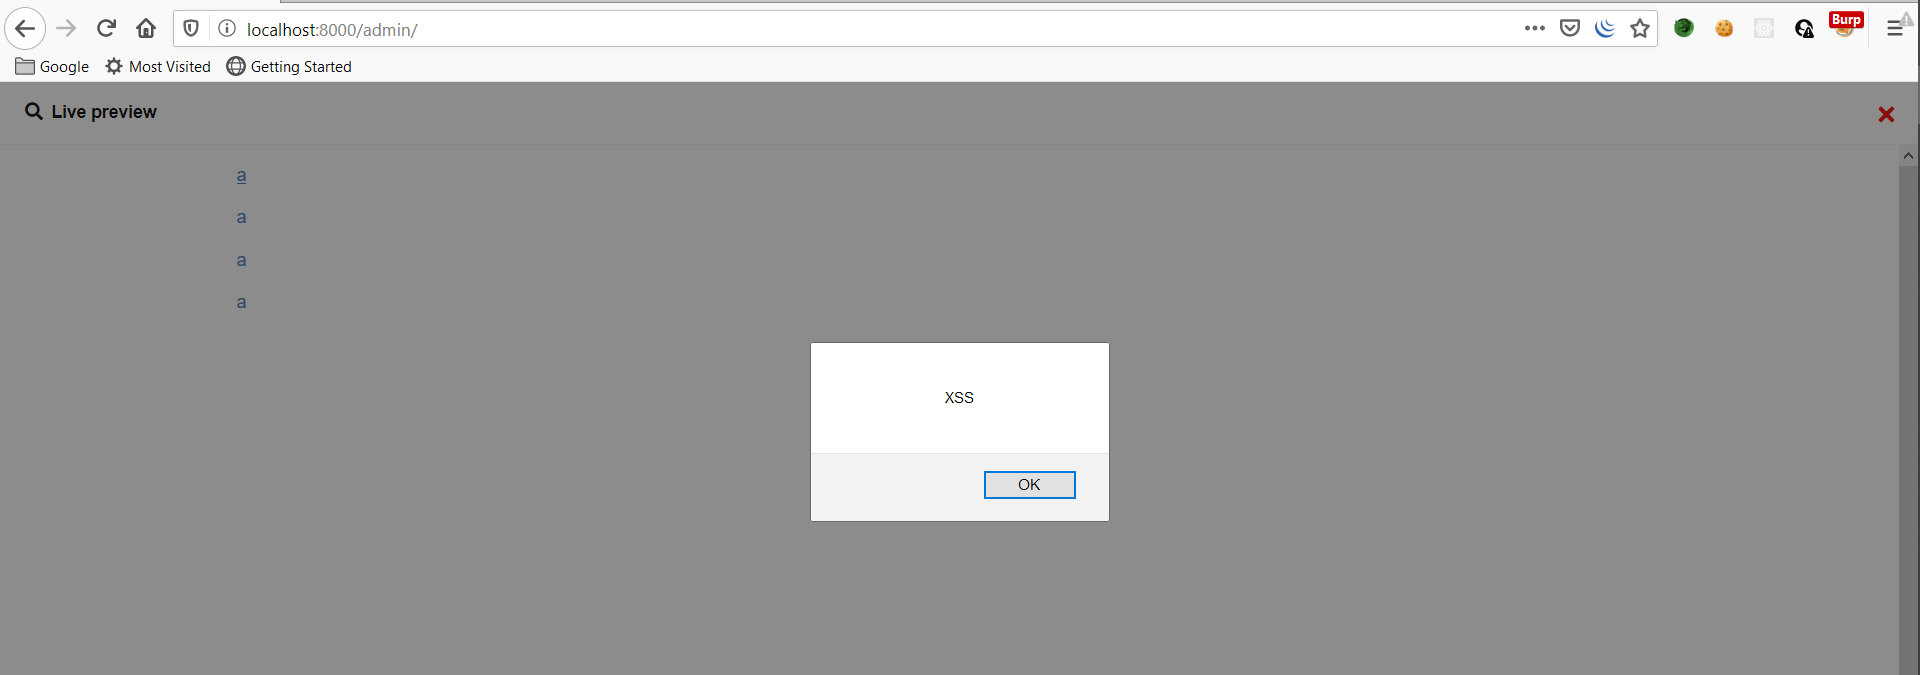 localhost:8000/admin/
Burp
Google Most Visited Getting Started
Live preview
a
a
a
a
XSS
OK